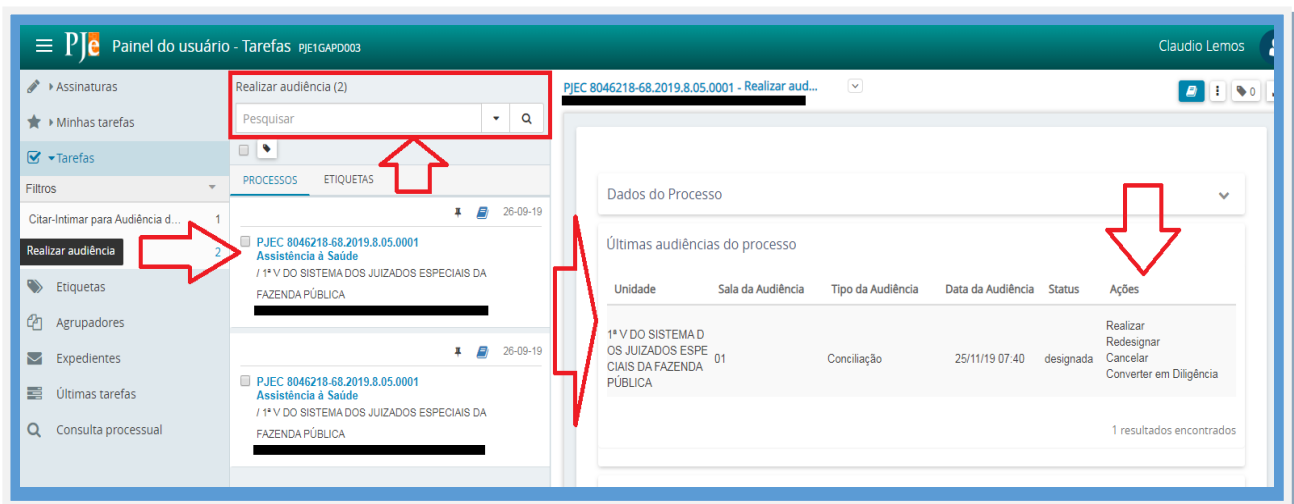 PJe Painel do usuário - Tarefas PJE1GAPD003
Claudio Lemos
Assinaturas
Minhas tarefas
Tarefas
Filtros
Citar-Intimar para Audiência d... 1
Realizar audiência 2
Etiquetas
Agrupadores
Expedientes
Últimas tarefas
Consulta processual
Realizar audiência (2)
Pesquisar
PROCESSOS ETIQUETAS
26-09-19
PJEC 8046218-68.2019.8.05.0001
Assistência à Saúde
/ 1ª V DO SISTEMA DOS JUIZADOS ESPECIAIS DA
FAZENDA PÚBLICA
26-09-19
PJEC 8046218-68.2019.8.05.0001
Assistência à Saúde
/ 1ª V DO SISTEMA DOS JUIZADOS ESPECIAIS DA
FAZENDA PÚBLICA
PJEC 8046218-68.2019.8.05.0001 - Realizar aud...
0
Dados do Processo
Últimas audiências do processo
Unidade Sala da Audiência Tipo da Audiência Data da Audiência Status Ações
1ª V DO SISTEMA D
OS JUIZADOS ESPE
CIAIS DA FAZENDA
PÚBLICA
01
Conciliação
25/11/19 07:40
designada
Realizar
Redesignar
Cancelar
Converter em Diligência
1 resultados encontrados